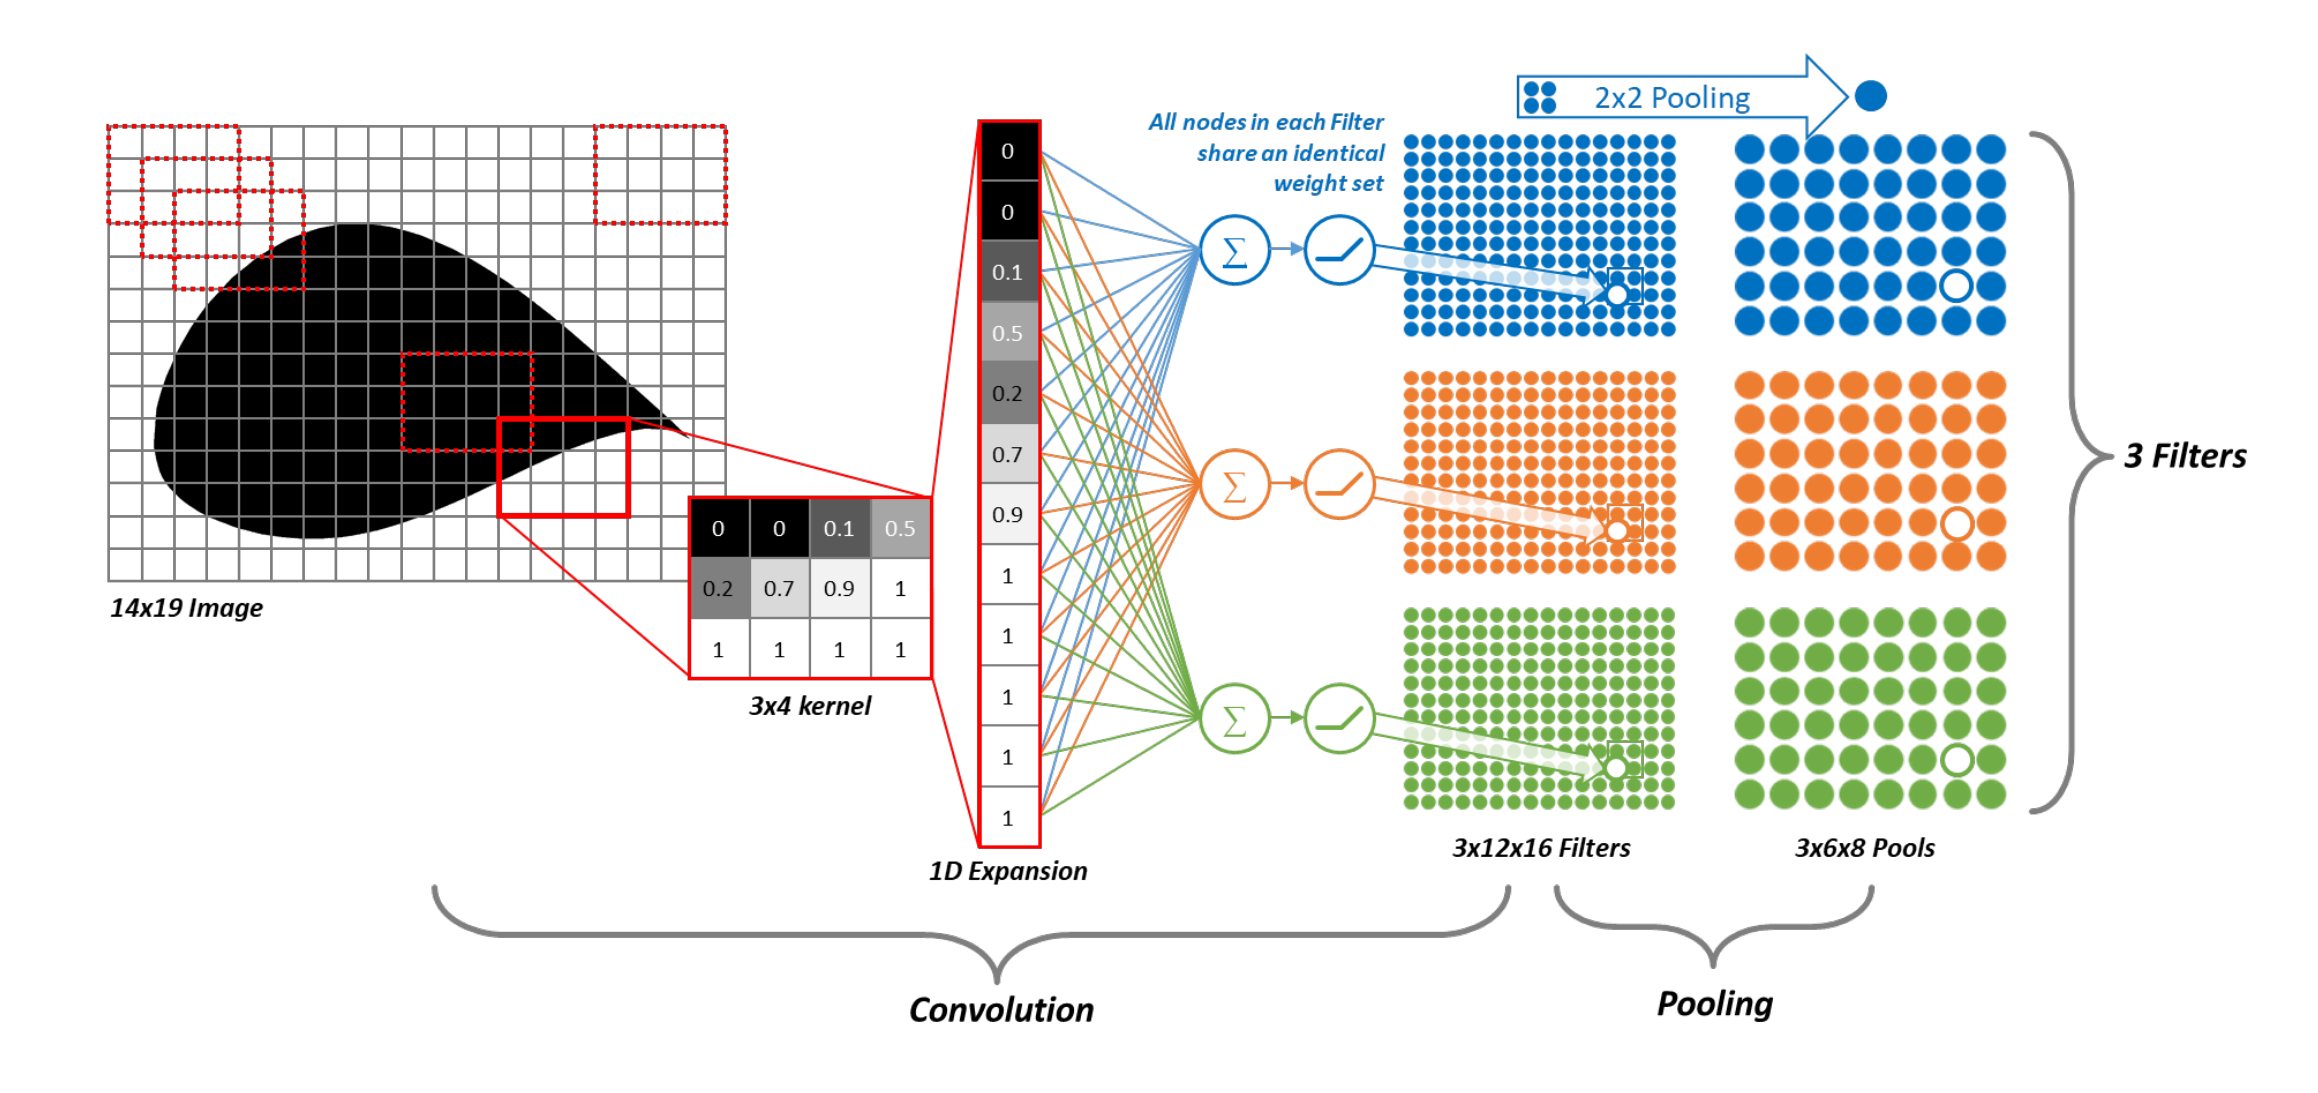 2x2 Pooling
All nodes in each Filter
share an identical
weight set
14x19 Image
0 0 0.1 0.5
0.2 0.7 0.9 1
1 1 1 1
3x4 kernel
0
0
0.1
0.5
0.2
0.7
0.9
1
1
1
1
1
1D Expansion
∑
∑
∑
3x12x16 Filters
3x6x8 Pools
3 Filters
Convolution
Pooling